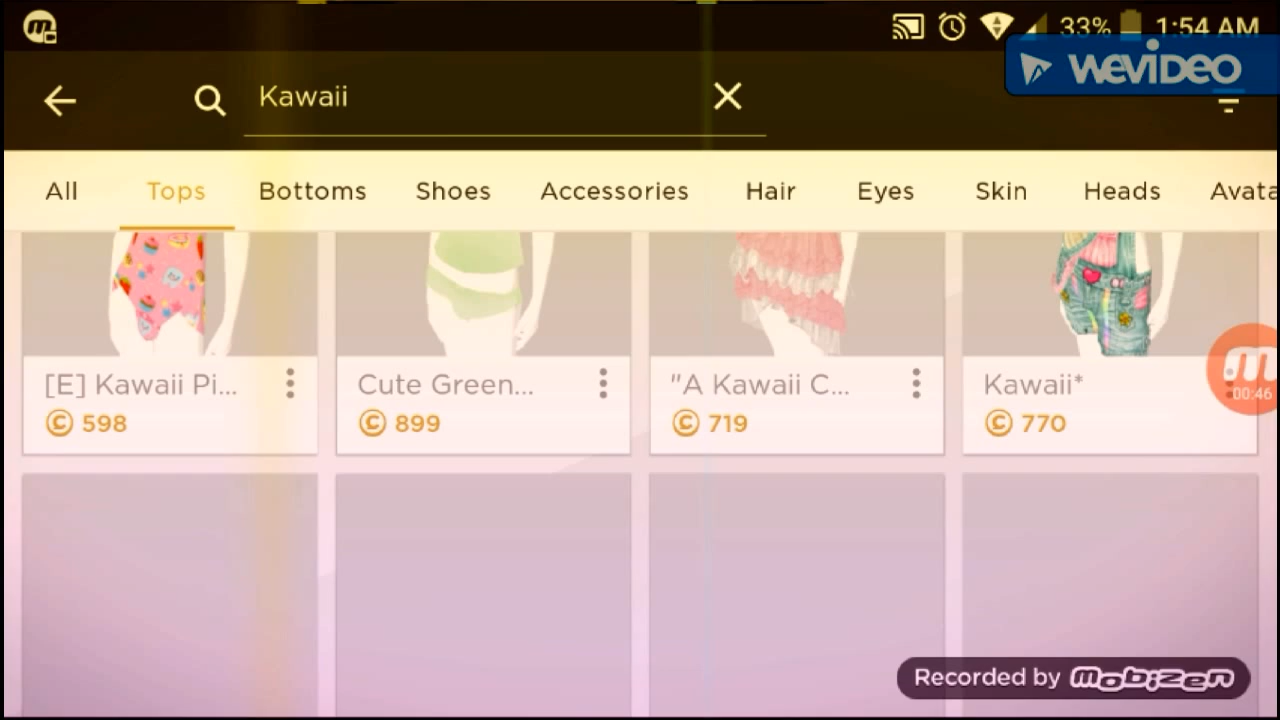 33% 1:54 AM
WEVIDEO
Kawaii
All Tops Bottoms Shoes Accessories Hair Eyes Skin Heads Avata
[E] Kawaii Pi... Cute Green... "A Kawaii C... Kawaii*
© 598 © 899 © 719 © 770
00:46
Recorded by mobizen